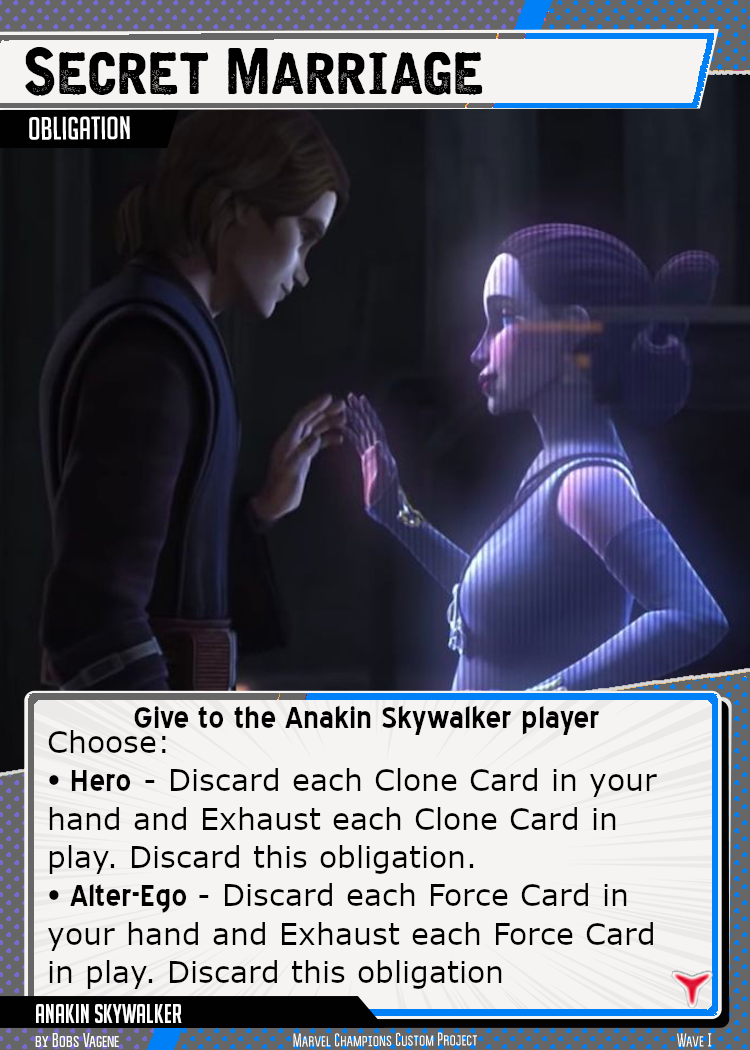 Secret Marriage
OBLIGATION
Give to the Anakin Skywalker player
Choose:
• Hero - Discard each Clone Card in your
hand and Exhaust each Clone Card in
play. Discard this obligation.
• Alter-Ego - Discard each Force Card in
your hand and Exhaust each Force Card
in play. Discard this obligation
ANAKIN SKYWALKER
by Bobs Vagene
Marvel Champions Custom Project
Wave I